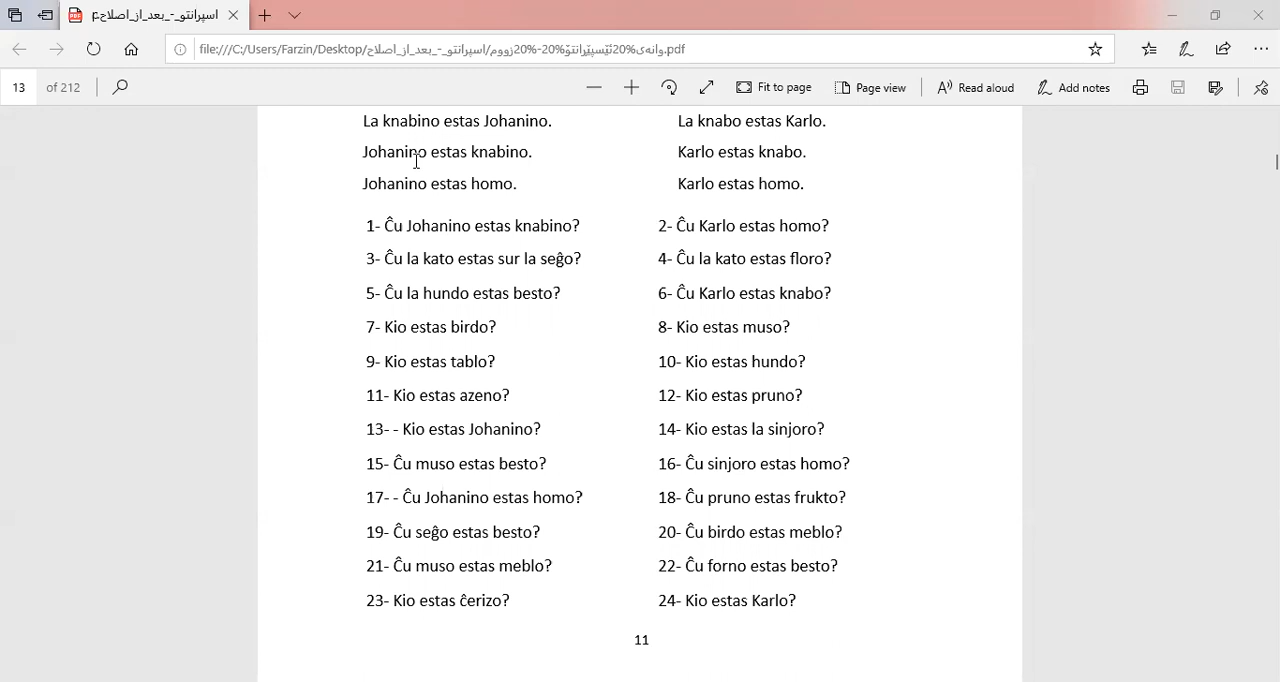 اسپرانتو_-_بعد_از_اصلاح
file:///C:/Users/Farzin/Desktop/وانەی%20ئێسپێرانتۆ%20-%20زووم/اسپرانتو_-_بعد_از_اصلاح.pdf
13 of 212 Fit to page Page view Read aloud Add notes
La knabino estas Johanino. La knabo estas Karlo.
Johanino estas knabino. Karlo estas knabo.
Johanino estas homo. Karlo estas homo.
1- Ĉu Johanino estas knabino? 2- Ĉu Karlo estas homo?
3- Ĉu la kato estas sur la seĝo? 4- Ĉu la kato estas floro?
5- Ĉu la hundo estas besto? 6- Ĉu Karlo estas knabo?
7- Kio estas birdo? 8- Kio estas muso?
9- Kio estas tablo? 10- Kio estas hundo?
11- Kio estas azeno? 12- Kio estas pruno?
13- - Kio estas Johanino? 14- Kio estas la sinjoro?
15- Ĉu muso estas besto? 16- Ĉu sinjoro estas homo?
17- - Ĉu Johanino estas homo? 18- Ĉu pruno estas frukto?
19- Ĉu seĝo estas besto? 20- Ĉu birdo estas meblo?
21- Ĉu muso estas meblo? 22- Ĉu forno estas besto?
23- Kio estas ĉerizo? 24- Kio estas Karlo?
11